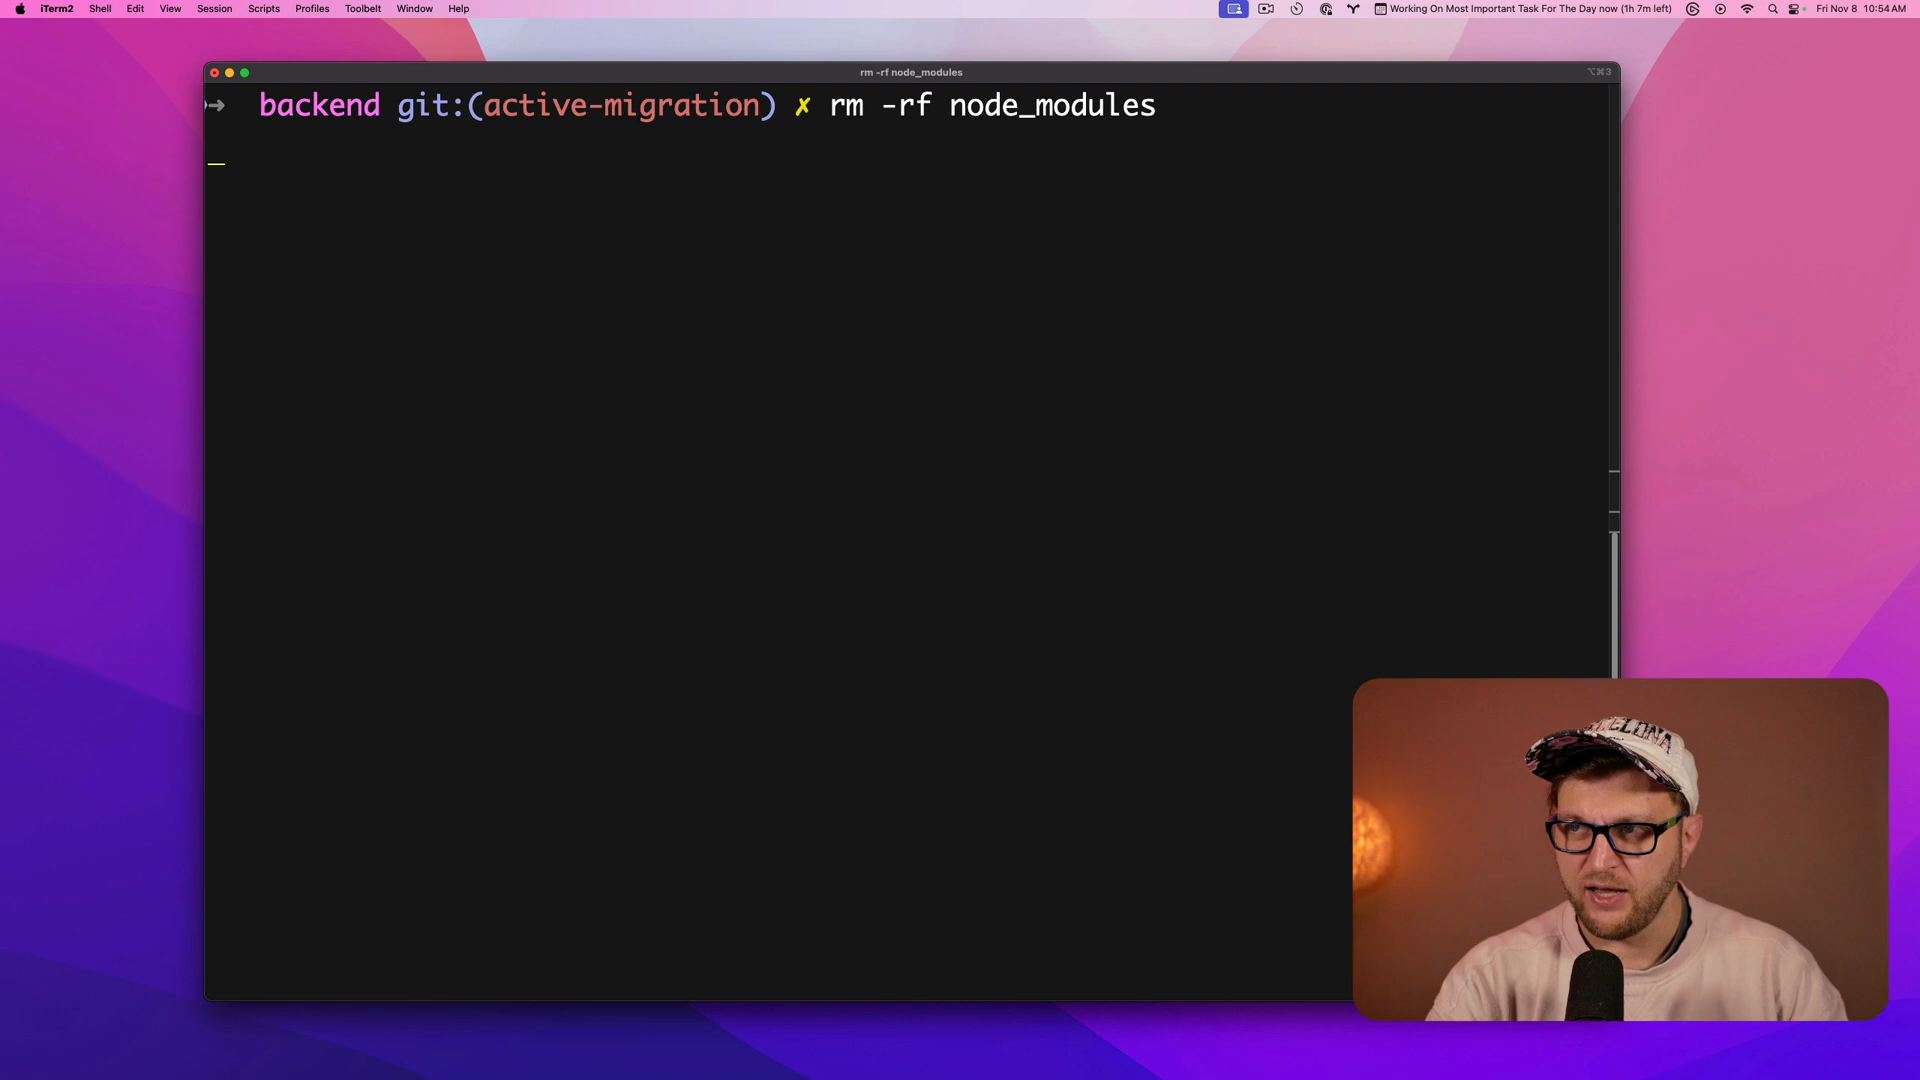 iTerm2 Shell Edit View Session Scripts Profiles Toolbelt Window Help
Working On Most Important Task For The Day now (1h 7m left) Fri Nov 8 10:54 AM
rm -rf node_modules
⌥⌘3
➜ backend git:(active-migration) ✗ rm -rf node_modules